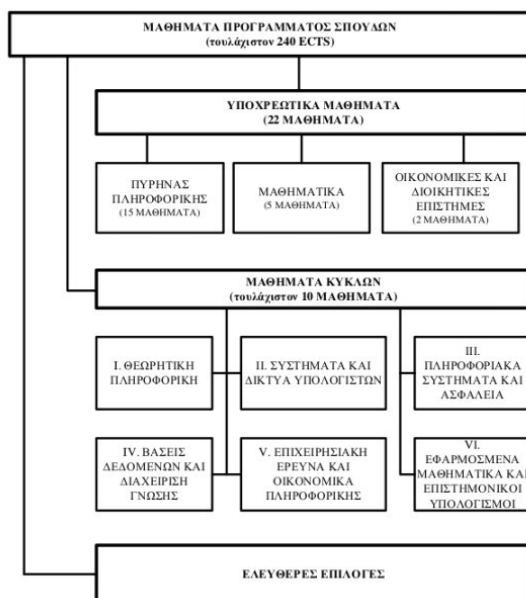 ΜΑΘΗΜΑΤΑ ΠΡΟΓΡΑΜΜΑΤΟΣ ΣΠΟΥΔΩΝ
(τουλάχιστον 240 ECTS)
ΥΠΟΧΡΕΩΤΙΚΑ ΜΑΘΗΜΑΤΑ
(22 ΜΑΘΗΜΑΤΑ)
ΠΥΡΗΝΑΣ
ΠΛΗΡΟΦΟΡΙΚΗΣ
(15 ΜΑΘΗΜΑΤΑ)
ΜΑΘΗΜΑΤΙΚΑ
(5 ΜΑΘΗΜΑΤΑ)
ΟΙΚΟΝΟΜΙΚΕΣ ΚΑΙ
ΔΙΟΙΚΗΤΙΚΕΣ
ΕΠΙΣΤΗΜΕΣ
(2 ΜΑΘΗΜΑΤΑ)
ΜΑΘΗΜΑΤΑ ΚΥΚΛΩΝ
(τουλάχιστον 10 ΜΑΘΗΜΑΤΑ)
I. ΘΕΩΡΗΤΙΚΗ
ΠΛΗΡΟΦΟΡΙΚΗ
II. ΣΥΣΤΗΜΑΤΑ ΚΑΙ
ΔΙΚΤΥΑ ΥΠΟΛΟΓΙΣΤΩΝ
III.
ΠΛΗΡΟΦΟΡΙΑΚΑ
ΣΥΣΤΗΜΑΤΑ ΚΑΙ
ΑΣΦΑΛΕΙΑ
IV. ΒΑΣΕΙΣ
ΔΕΔΟΜΕΝΩΝ ΚΑΙ
ΔΙΑΧΕΙΡΙΣΗ
ΓΝΩΣΗΣ
V. ΕΠΙΧΕΙΡΗΣΙΑΚΗ
ΕΡΕΥΝΑ ΚΑΙ
ΟΙΚΟΝΟΜΙΚΑ
ΠΛΗΡΟΦΟΡΙΚΗΣ
VI.
ΕΦΑΡΜΟΣΜΕΝΑ
ΜΑΘΗΜΑΤΙΚΑ ΚΑΙ
ΕΠΙΣΤΗΜΟΝΙΚΟΙ
ΥΠΟΛΟΓΙΣΜΟΙ
ΕΛΕΥΘΕΡΕΣ ΕΠΙΛΟΓΕΣ